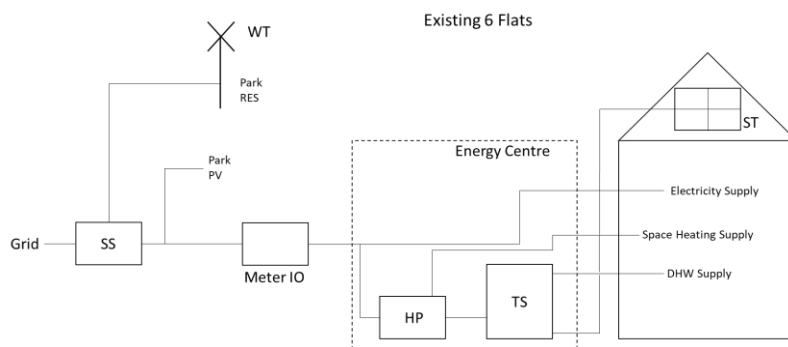 Existing 6 Flats
WT
Park
RES
ST
Energy Centre
Park
PV
Electricity Supply
Grid
SS
Space Heating Supply
Meter IO
DHW Supply
HP
TS